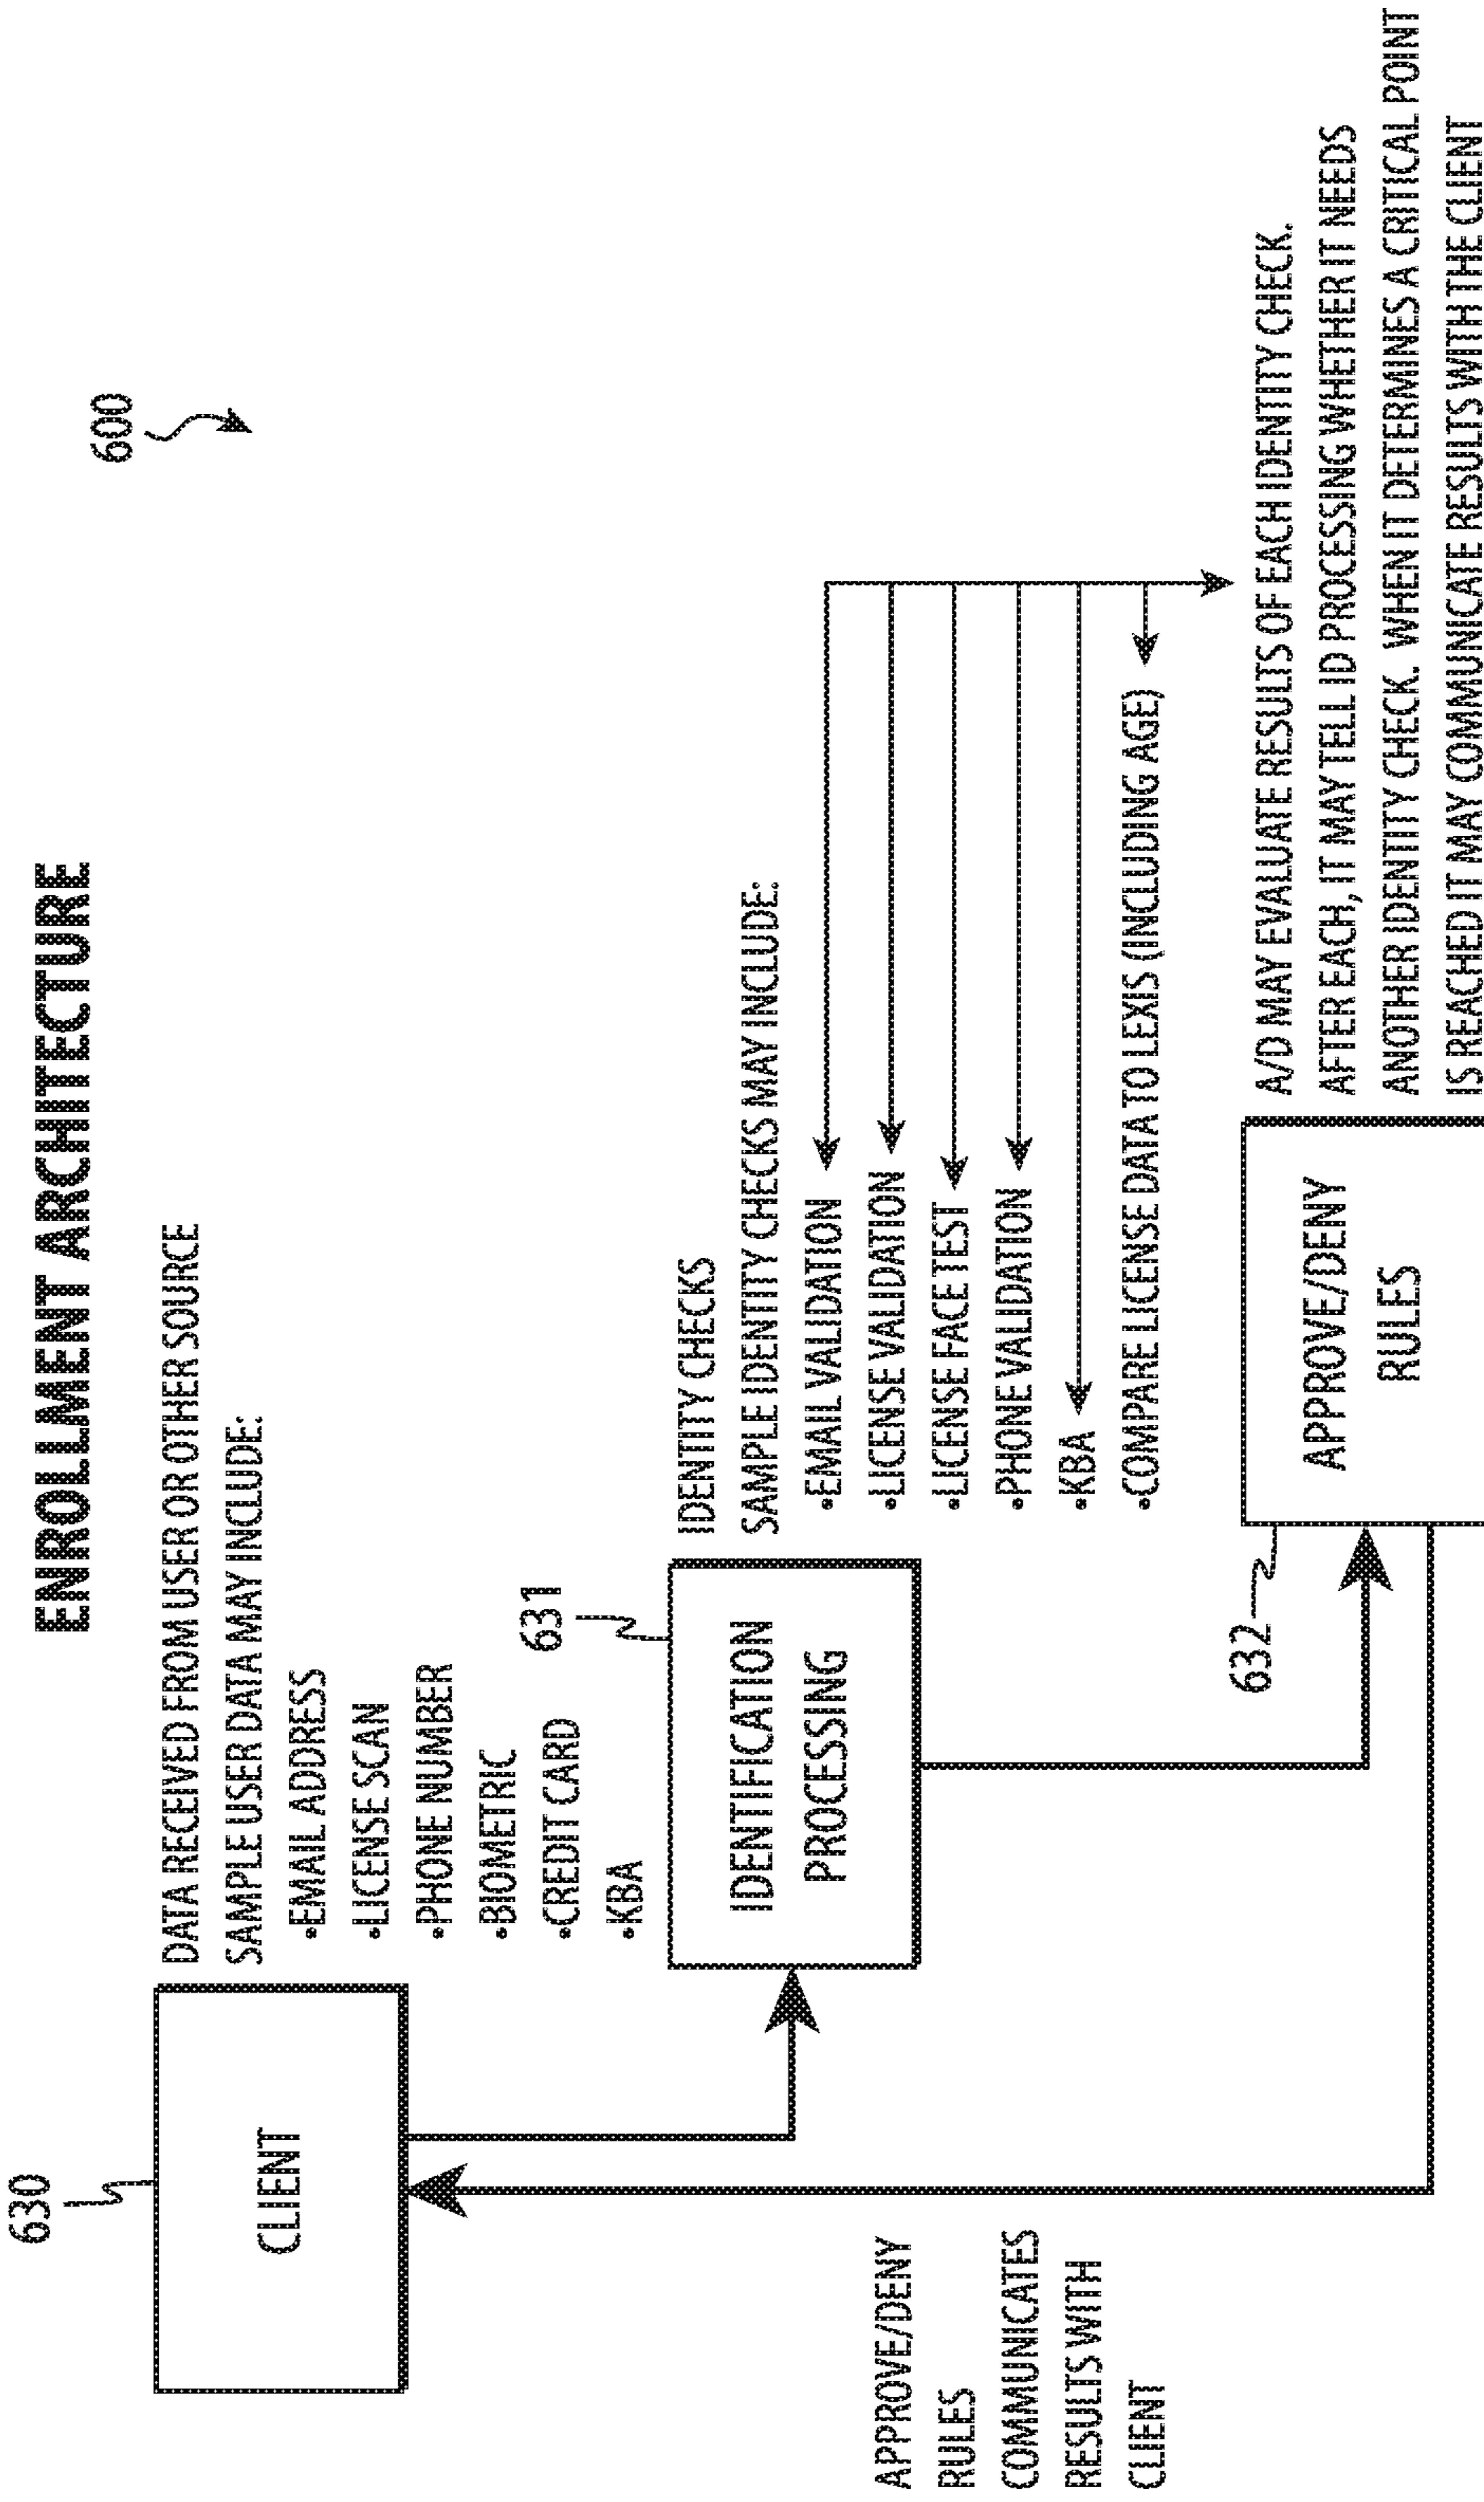 ENROLLMENT ARCHITECTURE
600
630
CLIENT
DATA RECEIVED FROM USER OR OTHER SOURCE
SAMPLE USER DATA MAY INCLUDE:
•EMAIL ADDRESS
•LICENSE SCAN
•PHONE NUMBER
•BIOMETRIC
•CREDIT CARD
•KBA
631
IDENTIFICATION
PROCESSING
IDENTITY CHECKS
SAMPLE IDENTITY CHECKS MAY INCLUDE:
•EMAIL VALIDATION
•LICENSE VALIDATION
•LICENSE FACE TEST
•PHONE VALIDATION
•KBA
•COMPARE LICENSE DATA TO LEXIS (INCLUDING AGE)
APPROVE/DENY
RULES
COMMUNICATES
RESULTS WITH
CLIENT
632
APPROVE/DENY
RULES
A/D MAY EVALUATE RESULTS OF EACH IDENTITY CHECK.
AFTER EACH, IT MAY TELL ID PROCESSING WHETHER IT NEEDS
ANOTHER IDENTITY CHECK. WHEN IT DETERMINES A CRITICAL POINT
IS REACHED IT MAY COMMUNICATE RESULTS WITH THE CLIENT